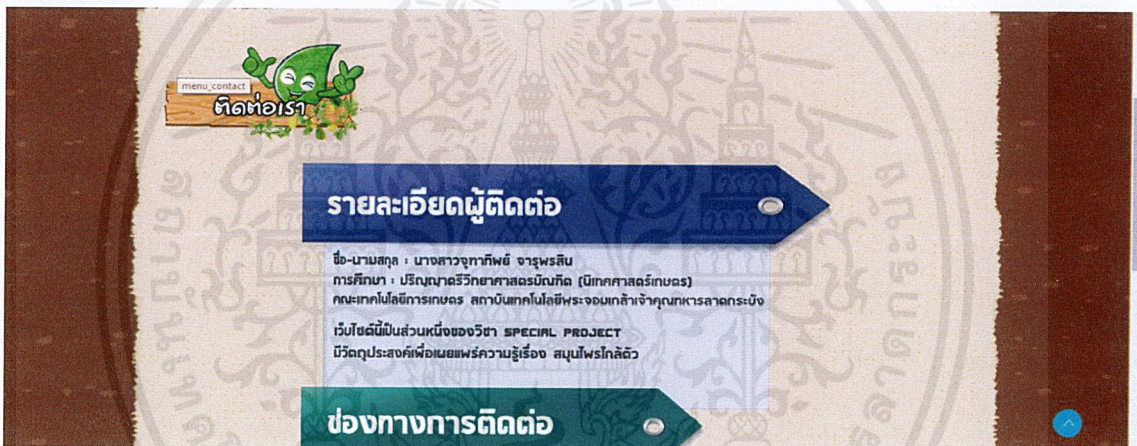 menu_contact
ติดต่อเรา
รายละเอียดผู้ติดต่อ
ชื่อ-นามสกุล : นางสาวจุฑาทิพย์ จารุพรสิน
การศึกษา : ปริญญาตรีวิทยาศาสตรบัณฑิต (นิเทศศาสตร์เกษตร)
คณะเทคโนโลยีการเกษตร สถาบันเทคโนโลยีพระจอมเกล้าเจ้าคุณทหารลาดกระบัง
เว็บไซต์นี้เป็นส่วนหนึ่งของวิชา SPECIAL PROJECT
มีวัตถุประสงค์เพื่อเผยแพร่ความรู้เรื่อง สมุนไพรใกล้ตัว
ช่องทางการติดต่อ